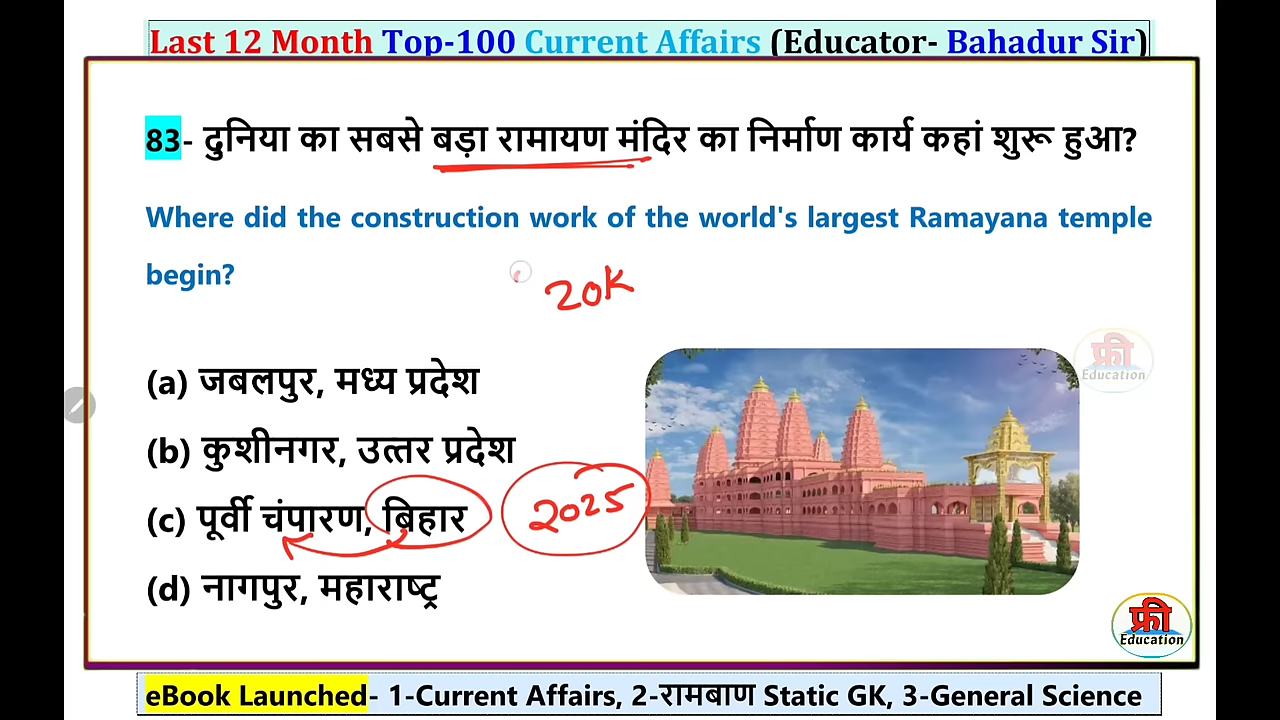 Last 12 Month Top-100 Current Affairs (Educator- Bahadur Sir)
83- दुनिया का सबसे बड़ा रामायण मंदिर का निर्माण कार्य कहां शुरू हुआ?
Where did the construction work of the world's largest Ramayana temple
begin?
20K
(a) जबलपुर, मध्य प्रदेश
(b) कुशीनगर, उत्तर प्रदेश
(c) पूर्वी चंपारण, बिहार
2025
(d) नागपुर, महाराष्ट्र
फ्री
Education
फ्री
Education
eBook Launched- 1-Current Affairs, 2-रामबाण Static GK, 3-General Science